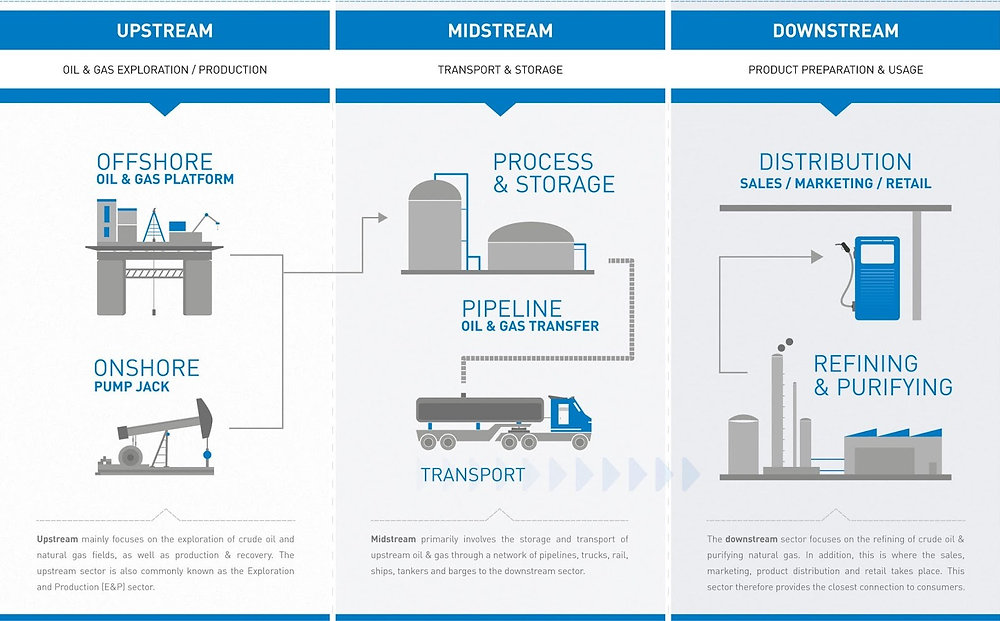 UPSTREAM
OIL & GAS EXPLORATION / PRODUCTION
OFFSHORE
OIL & GAS PLATFORM
ONSHORE
PUMP JACK
Upstream mainly focuses on the exploration of crude oil and
natural gas fields, as well as production & recovery. The
upstream sector is also commonly known as the Exploration
and Production [E&P] sector.
MIDSTREAM
TRANSPORT & STORAGE
PROCESS
& STORAGE
PIPELINE
OIL & GAS TRANSFER
TRANSPORT
Midstream primarily involves the storage and transport of
upstream oil & gas through a network of pipelines, trucks, rail,
ships, tankers and barges to the downstream sector.
DOWNSTREAM
PRODUCT PREPARATION & USAGE
DISTRIBUTION
SALES / MARKETING / RETAIL
REFINING
& PURIFYING
The downstream sector focuses on the refining of crude oil &
purifying natural gas. In addition, this is where the sales,
marketing, product distribution and retail takes place. This
sector therefore provides the closest connection to consumers.